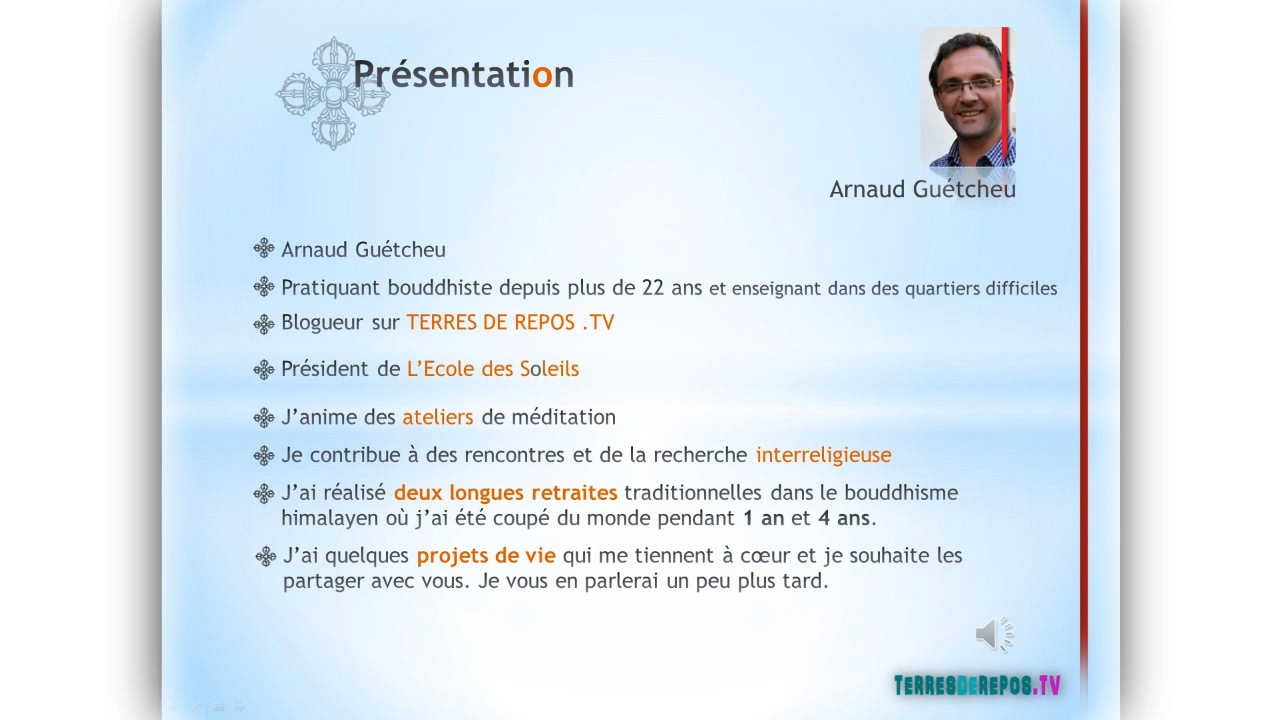 Présentation
Arnaud Guétcheu
Arnaud Guétcheu
Pratiquant bouddhiste depuis plus de 22 ans et enseignant dans des quartiers difficiles
Blogueur sur TERRES DE REPOS .TV
Président de L’Ecole des Soleils
J’anime des ateliers de méditation
Je contribue à des rencontres et de la recherche interreligieuse
J’ai réalisé deux longues retraites traditionnelles dans le bouddhisme
himalayen où j’ai été coupé du monde pendant 1 an et 4 ans.
J’ai quelques projets de vie qui me tiennent à cœur et je souhaite les
partager avec vous. Je vous en parlerai un peu plus tard.
TERRESDEREPOS.TV